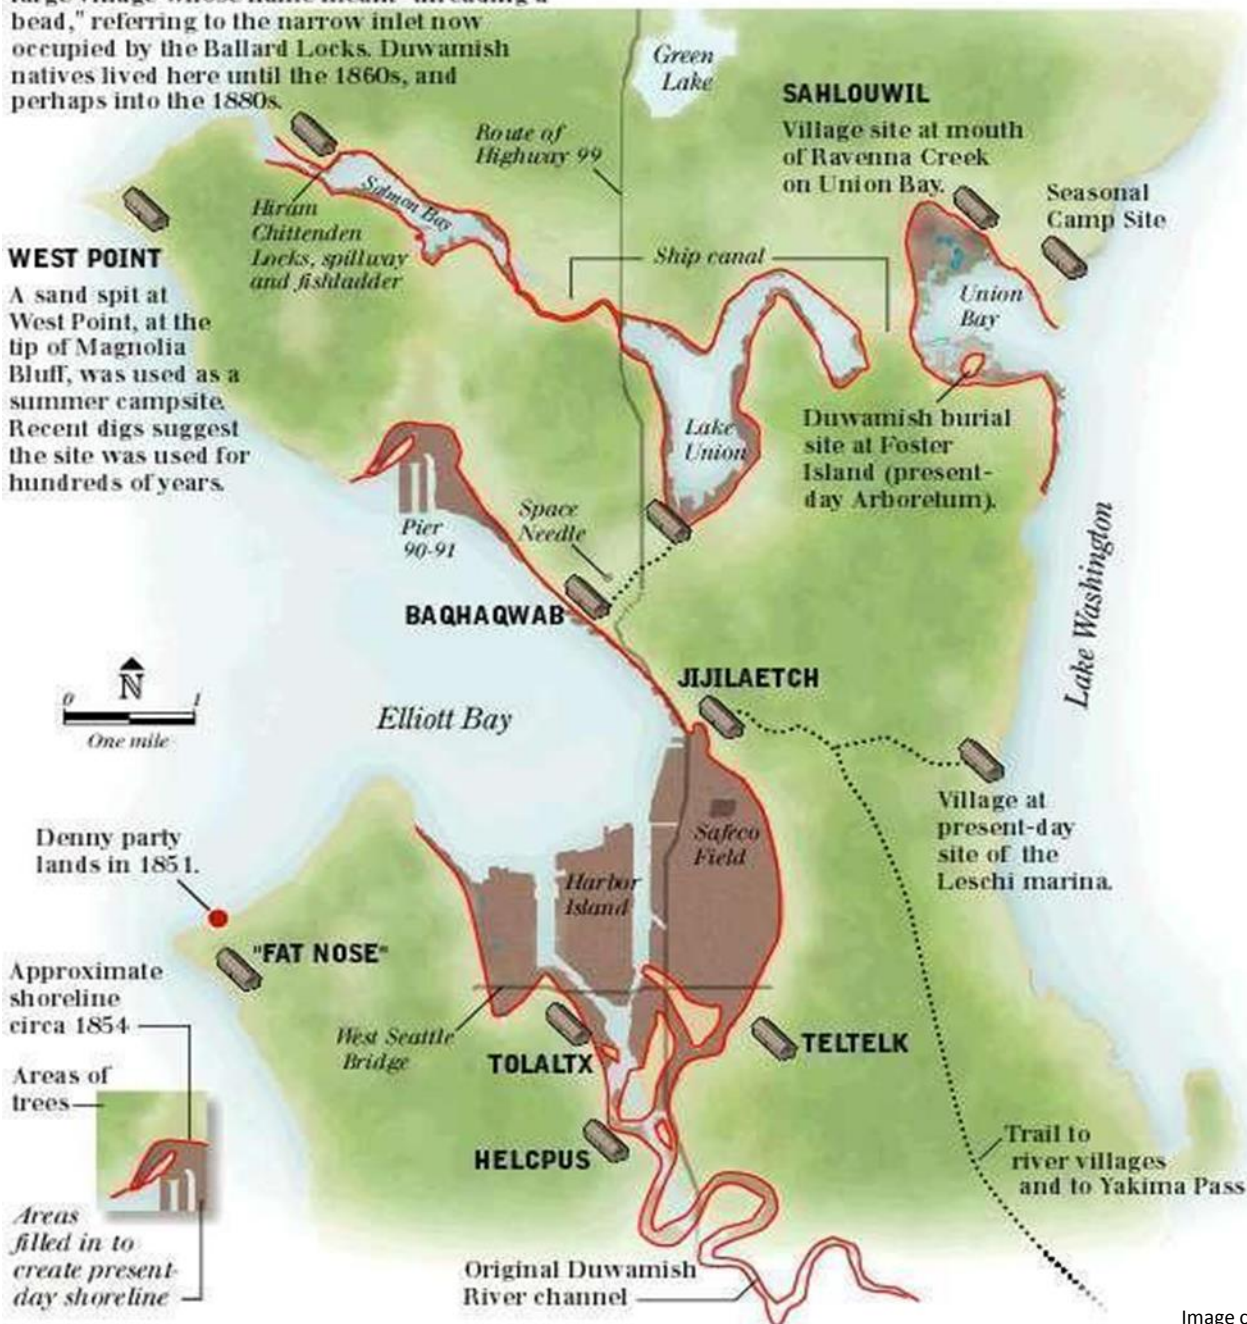 bead," referring to the narrow inlet now
occupied by the Ballard Locks. Duwamish
natives lived here until the 1860s, and
perhaps into the 1880s.
Green
Lake
SAHLOUWIL
Village site at mouth
of Ravenna Creek
on Union Bay.
Route of
Highway 99
Seasonal
Camp Site
Salmon Bay
Hiram
Chittenden
Locks, spillway
and fishladder
WEST POINT
A sand spit at
West Point, at the
tip of Magnolia
Bluff, was used as a
summer campsite.
Recent digs suggest
the site was used for
hundreds of years.
Ship canal
Union
Bay
Lake
Union
Duwamish burial
site at Foster
Island (present-
day Arboretum).
Pier
90-91
Space
Needle
BAQHAQWAB
Lake Washington
N
0 1
One mile
Elliott Bay
JIJILAETCH
Village at
present-day
site of the
Leschi marina.
Safeco
Field
Harbor
Island
Denny party
lands in 1851.
"FAT NOSE"
Approximate
shoreline
circa 1854
West Seattle
Bridge
TOLALTX
TELTELK
Areas of
trees
HELCPUS
Trail to
river villages
and to Yakima Pass
Areas
filled in to
create present-
day shoreline
Original Duwamish
River channel
Image